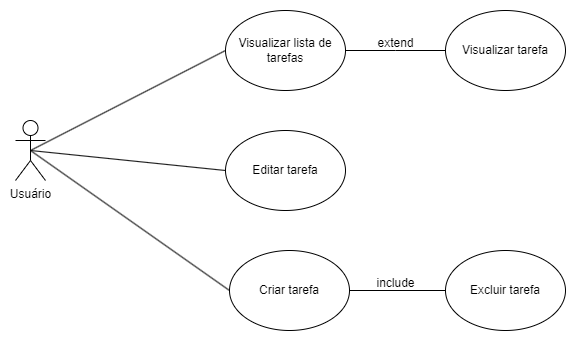 Visualizar lista de
tarefas
extend
Visualizar tarefa
Editar tarefa
Usuário
Criar tarefa
include
Excluir tarefa